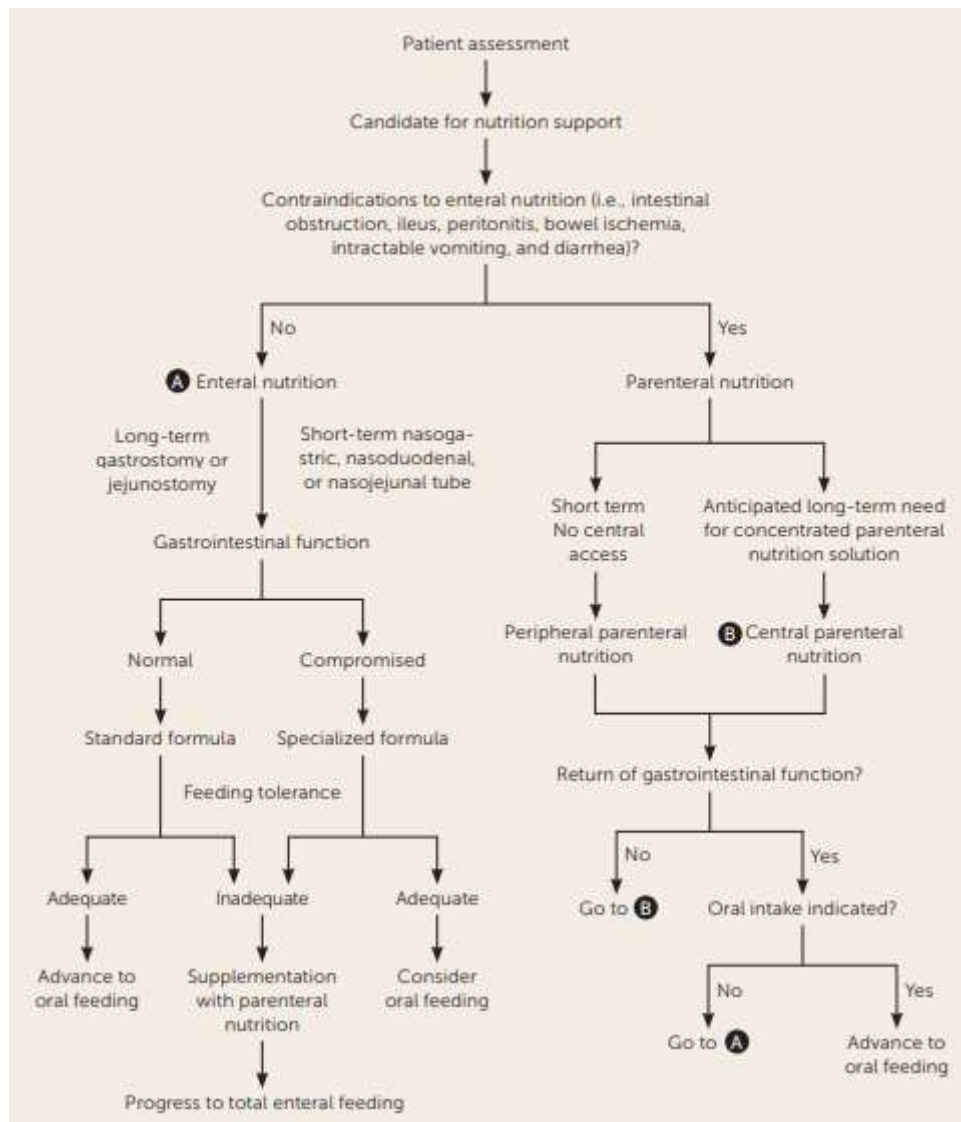 Patient assessment
Candidate for nutrition support
Contraindications to enteral nutrition (i.e., intestinal
obstruction, ileus, peritonitis, bowel ischemia,
intractable vomiting, and diarrhea)?
No
Yes
A Enteral nutrition
Parenteral nutrition
Long-term
gastrostomy or
jejunostomy
Short-term nasoga-
stric, nasoduodenal,
or nasojejunal tube
Short term
No central
access
Anticipated long-term need
for concentrated parenteral
nutrition solution
Gastrointestinal function
Peripheral parenteral
nutrition
B Central parenteral
nutrition
Normal
Compromised
Standard formula
Specialized formula
Return of gastrointestinal function?
Feeding tolerance
No
Yes
Adequate
Inadequate
Adequate
Go to B
Oral intake indicated?
Advance to
oral feeding
Supplementation
with parenteral
nutrition
Consider
oral feeding
No
Yes
Go to A
Advance to
oral feeding
Progress to total enteral feeding